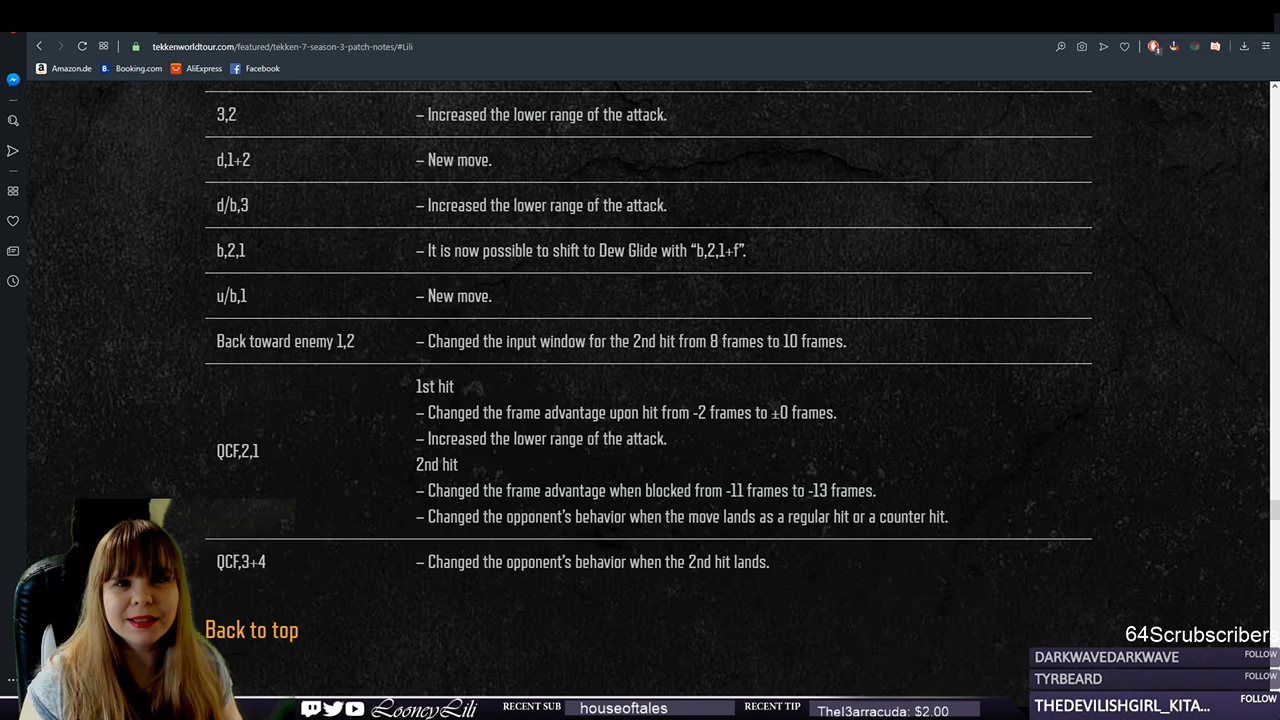 tekkenworldtour.com/featured/tekken-7-season-3-patch-notes/#Lili
Amazon.de
Booking.com
AliExpress
Facebook
3,2
– Increased the lower range of the attack.
d,1+2
– New move.
d/b,3
– Increased the lower range of the attack.
b,2,1
– It is now possible to shift to Dew Glide with “b,2,1+f”.
u/b,1
– New move.
Back toward enemy 1,2
– Changed the input window for the 2nd hit from 8 frames to 10 frames.
QCF,2,1
1st hit
– Changed the frame advantage upon hit from -2 frames to ±0 frames.
– Increased the lower range of the attack.
2nd hit
– Changed the frame advantage when blocked from -11 frames to -13 frames.
– Changed the opponent’s behavior when the move lands as a regular hit or a counter hit.
QCF,3+4
– Changed the opponent’s behavior when the 2nd hit lands.
Back to top
64Scrubscribers
DARKWAVEDARKWAVE FOLLOW
TYRBEARD FOLLOW
THEDEVILISHGIRL_KITA... FOLLOW
LooneyLili
RECENT SUB
houseoftales
RECENT TIP
TheI3arracuda: $2.00